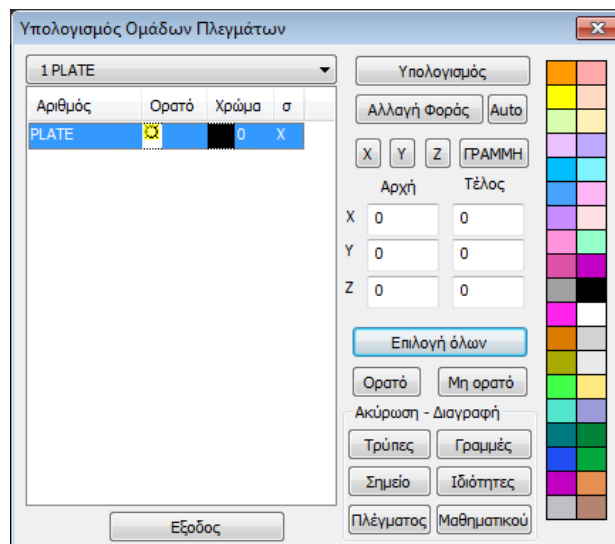 Υπολογισμός Ομάδων Πλεγμάτων
1 PLATE
Υπολογισμός
Αριθμός Ορατό Χρώμα σ
Αλλαγή Φοράς Auto
PLATE 0 X
X Y Z ΓΡΑΜΜΗ
Αρχή Τέλος
X 0 0
Y 0 0
Z 0 0
Επιλογή όλων
Ορατό Μη ορατό
Ακύρωση - Διαγραφή
Τρύπες Γραμμές
Σημείο Ιδιότητες
Πλέγματος Μαθηματικού
Εξοδος